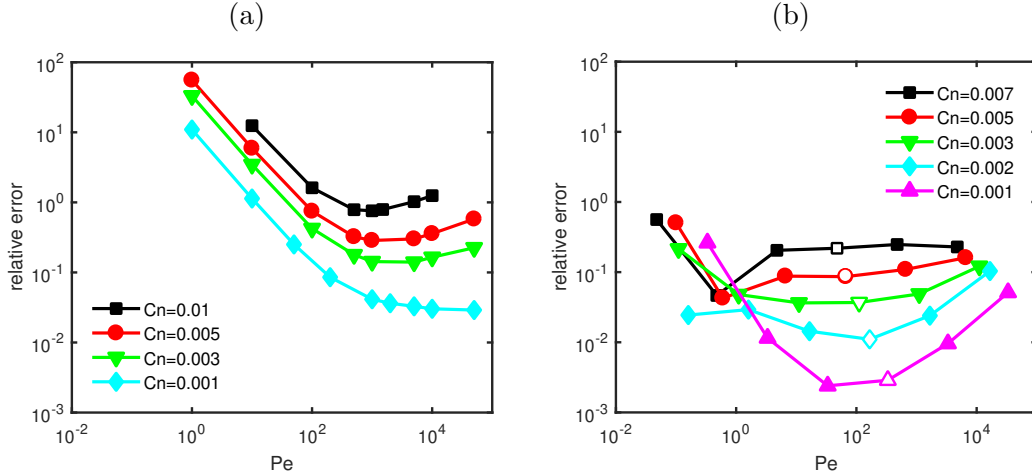 (a)
10^2
10^1
10^0
10^-1
10^-2
10^-3
relative error
Cn=0.01
Cn=0.005
Cn=0.003
Cn=0.001
10^-2
10^0
10^2
10^4
Pe
(b)
10^2
10^1
10^0
10^-1
10^-2
10^-3
relative error
Cn=0.007
Cn=0.005
Cn=0.003
Cn=0.002
Cn=0.001
10^-2
10^0
10^2
10^4
Pe